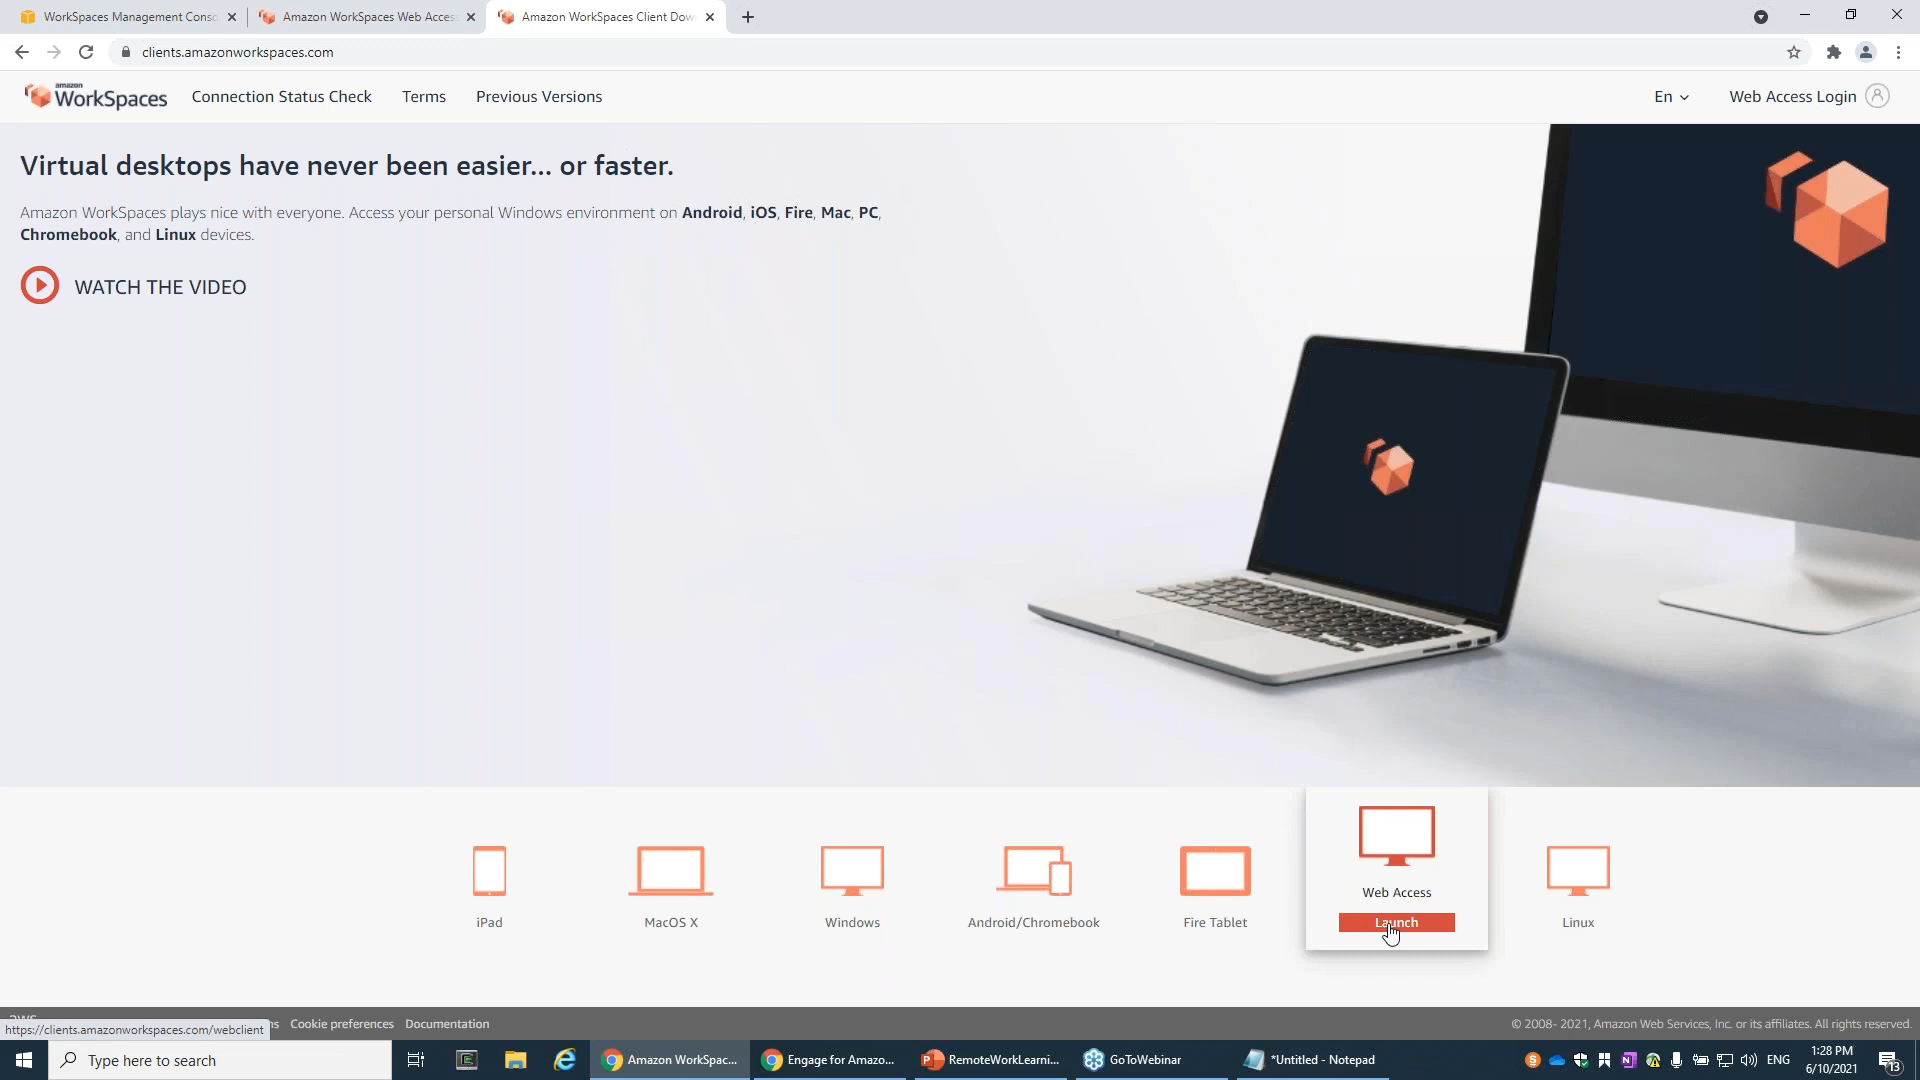 WorkSpaces Management Conso
Amazon WorkSpaces Web Access
Amazon WorkSpaces Client Dow
clients.amazonworkspaces.com
amazon
WorkSpaces
Connection Status Check
Terms
Previous Versions
En
Web Access Login
Virtual desktops have never been easier... or faster.
Amazon WorkSpaces plays nice with everyone. Access your personal Windows environment on Android, iOS, Fire, Mac, PC,
Chromebook, and Linux devices.
WATCH THE VIDEO
iPad
MacOS X
Windows
Android/Chromebook
Fire Tablet
Web Access
Launch
Linux
aws
https://clients.amazonworkspaces.com/webclient
Cookie preferences
Documentation
© 2008- 2021, Amazon Web Services, Inc. or its affiliates. All rights reserved.
Type here to search
Amazon WorkSpac...
Engage for Amazo...
RemoteWorkLearni...
GoToWebinar
*Untitled - Notepad
ENG
1:28 PM
6/10/2021
13